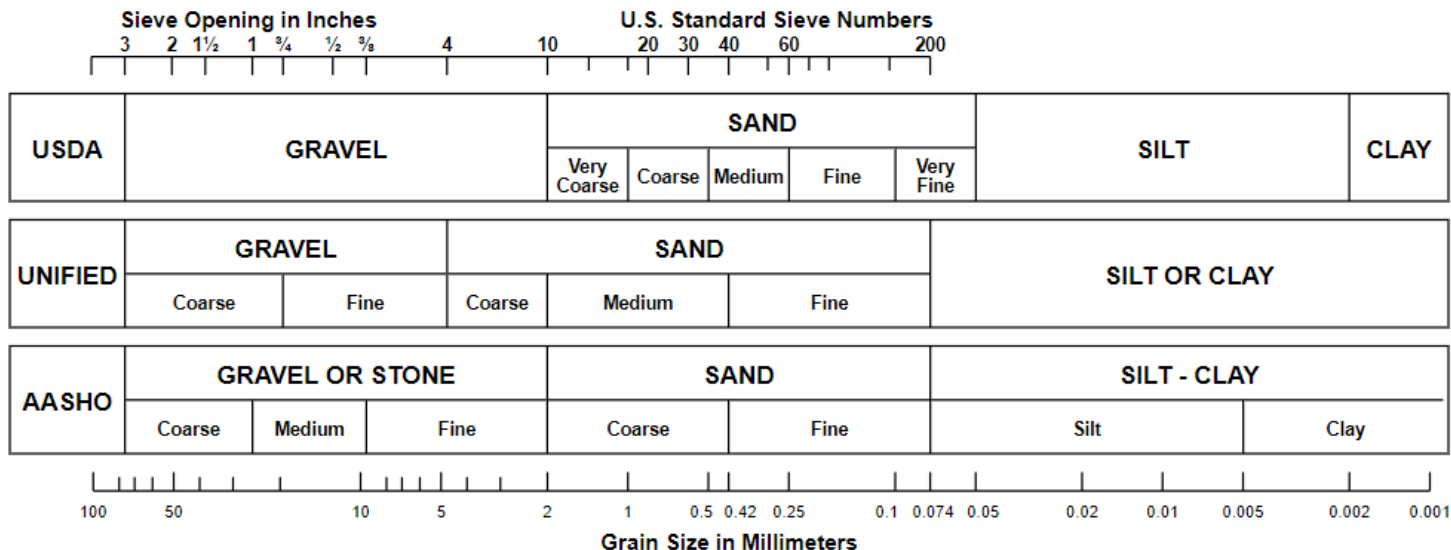 Sieve Opening in Inches U.S. Standard Sieve Numbers
3 2 1½ 1 ¾ ½ ⅜ 4 10 20 30 40 60 200
USDA GRAVEL SAND SILT CLAY
Very Coarse Coarse Medium Fine Very Fine
UNIFIED GRAVEL SAND SILT OR CLAY
Coarse Fine Coarse Medium Fine
AASHO GRAVEL OR STONE SAND SILT - CLAY
Coarse Medium Fine Coarse Fine Silt Clay
100 50 10 5 2 1 0.5 0.42 0.25 0.1 0.074 0.05 0.02 0.01 0.005 0.002 0.001
Grain Size in Millimeters